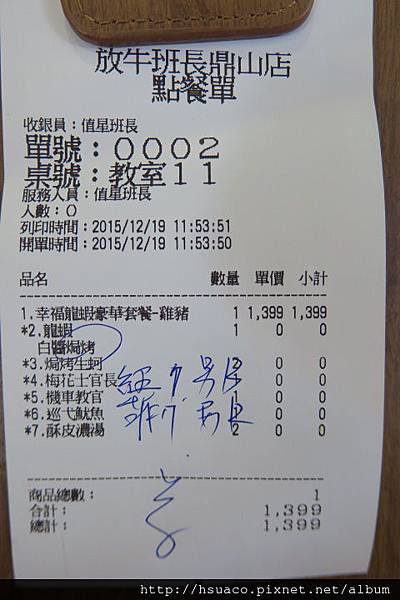 放牛班長鼎山店
點餐單
收銀員：值星班長
單號：0002
桌號：教室11
服務人員：值星班長
人數：0
列印時間：2015/12/19 11:53:51
開單時間：2015/12/19 11:53:50
品名 數量 單價 小計
1.幸福龍蝦豪華套餐-雞豬 1 1,399 1,399
*2.龍蝦 1 0 0
白醬焗烤
*3.焗烤生蚵 0 0
*4.梅花士官長 0 0
*5.機車教官 0 0
*6.巡弋魷魚 0 0
*7.酥皮濃湯 2 0 0
商品總數： 1
合計： 1,399
總計： 1,399
http://hsuaco.pixnet.net/album